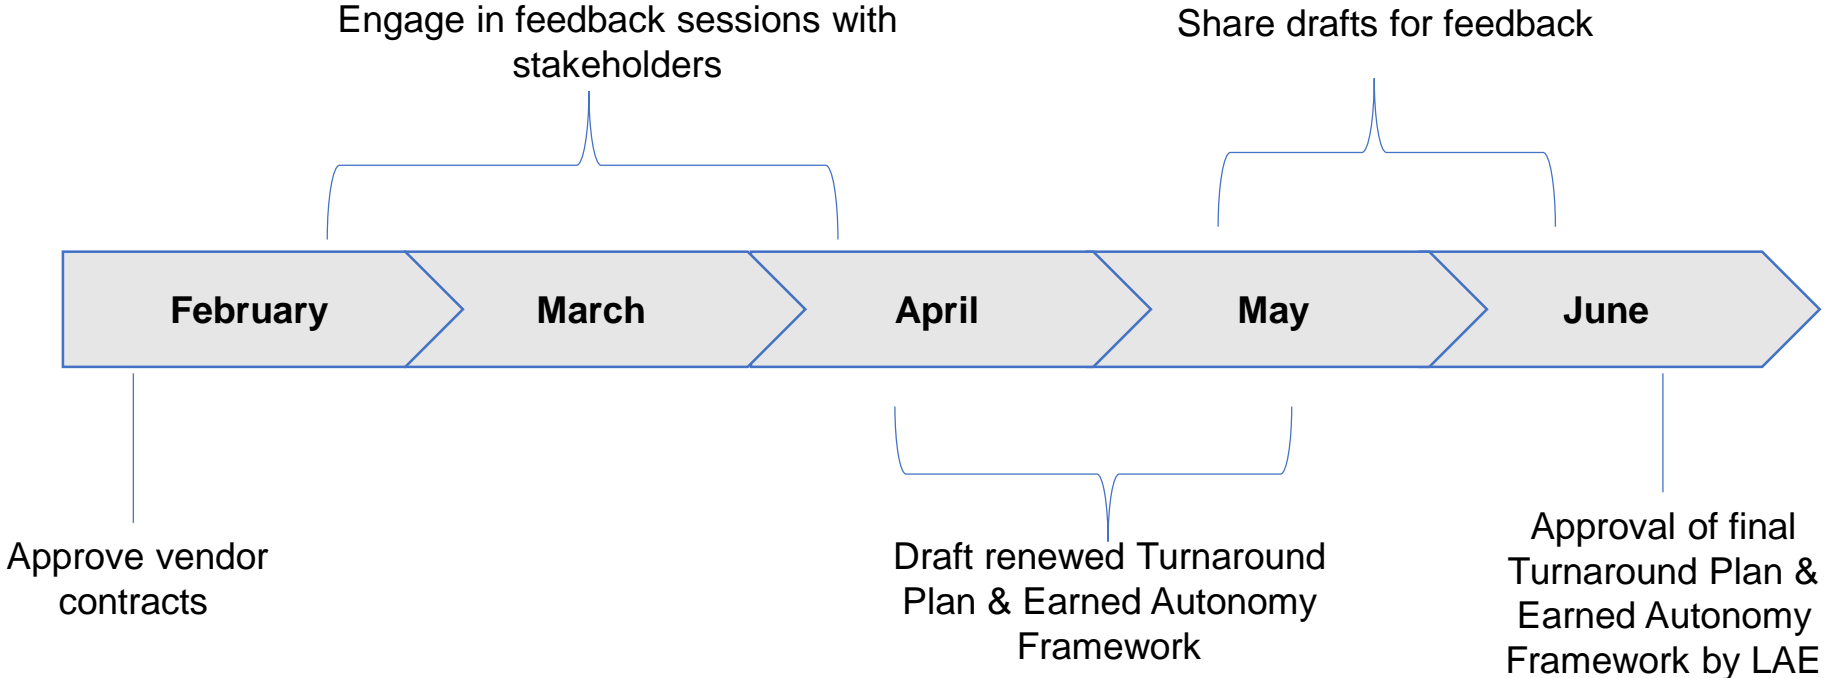 Engage in feedback sessions with
stakeholders
Share drafts for feedback
February
March
April
May
June
Approve vendor
contracts
Draft renewed Turnaround
Plan & Earned Autonomy
Framework
Approval of final
Turnaround Plan &
Earned Autonomy
Framework by LAE